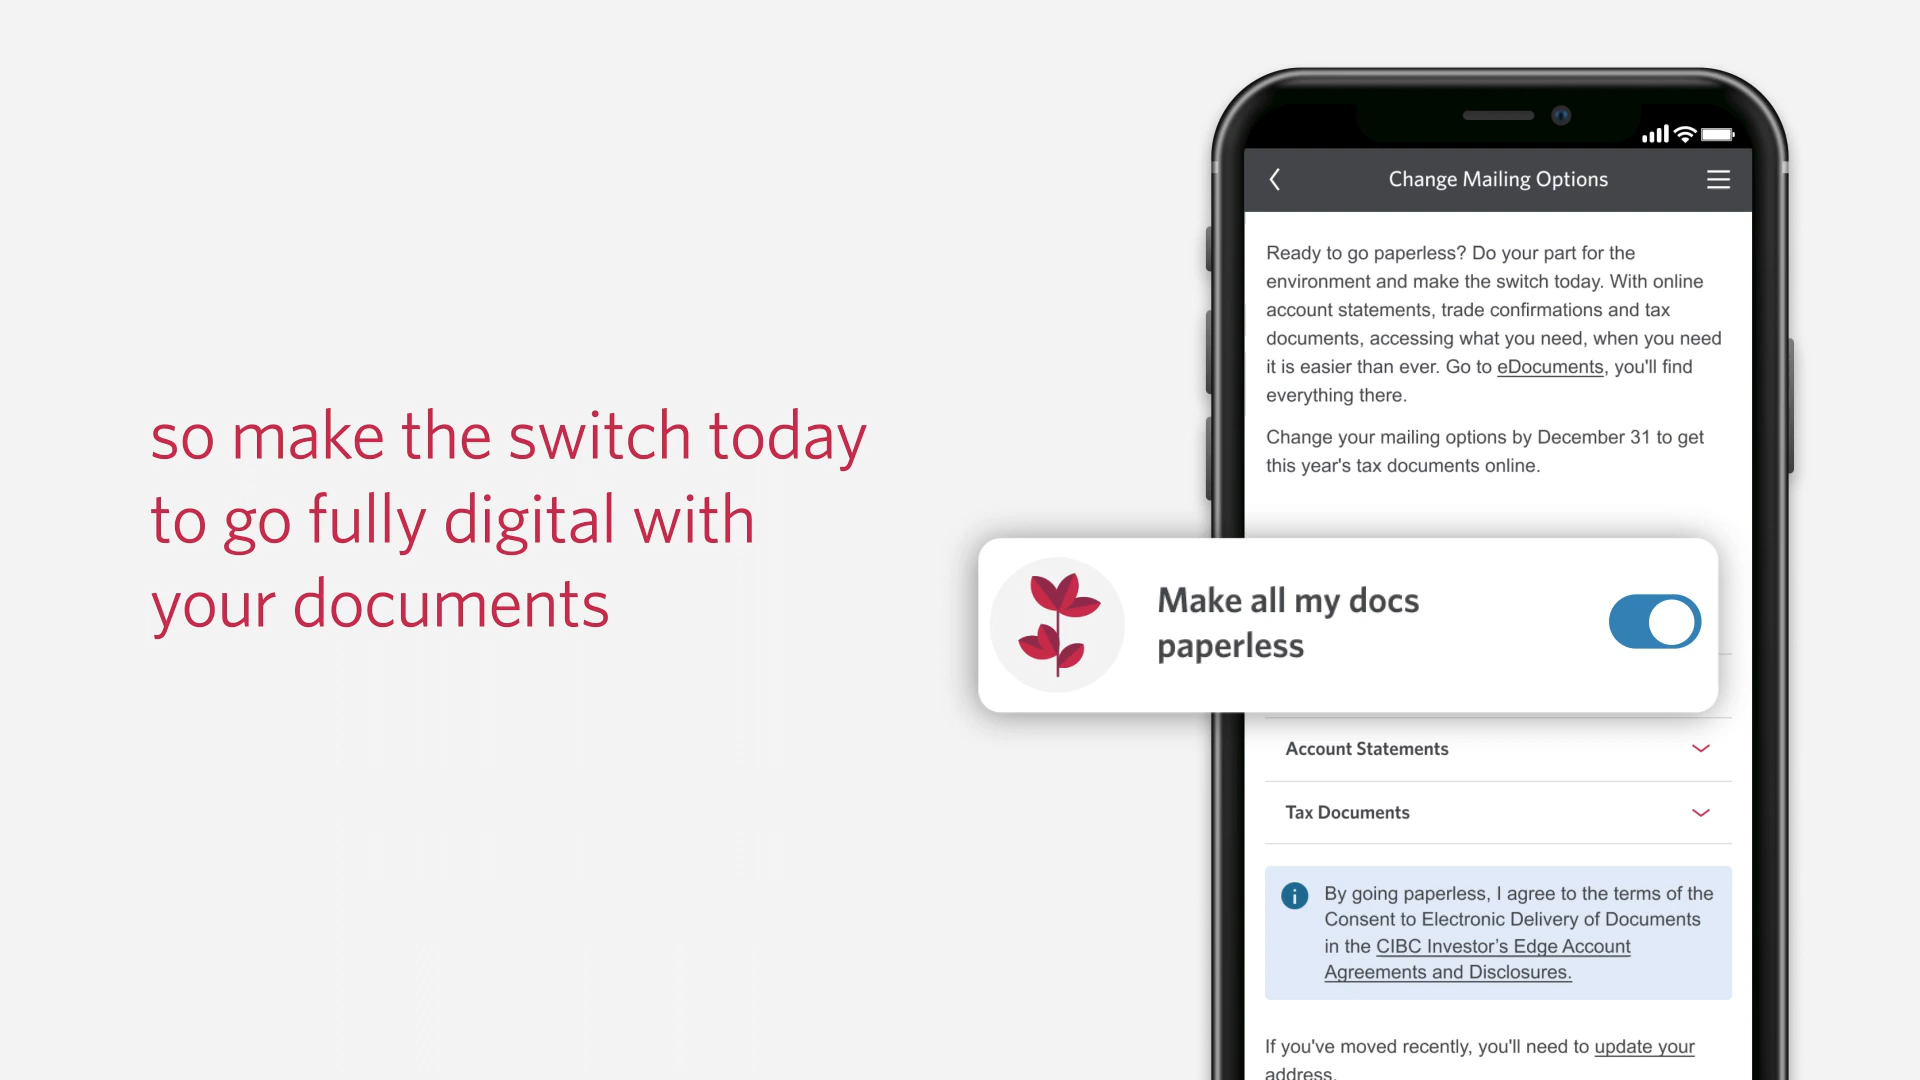 so make the switch today
to go fully digital with
your documents
Change Mailing Options
Ready to go paperless? Do your part for the
environment and make the switch today. With online
account statements, trade confirmations and tax
documents, accessing what you need, when you need
it is easier than ever. Go to eDocuments, you'll find
everything there.
Change your mailing options by December 31 to get
this year's tax documents online.
Make all my docs
paperless
Account Statements
Tax Documents
By going paperless, I agree to the terms of the
Consent to Electronic Delivery of Documents
in the CIBC Investor’s Edge Account
Agreements and Disclosures.
If you've moved recently, you'll need to update your
address.